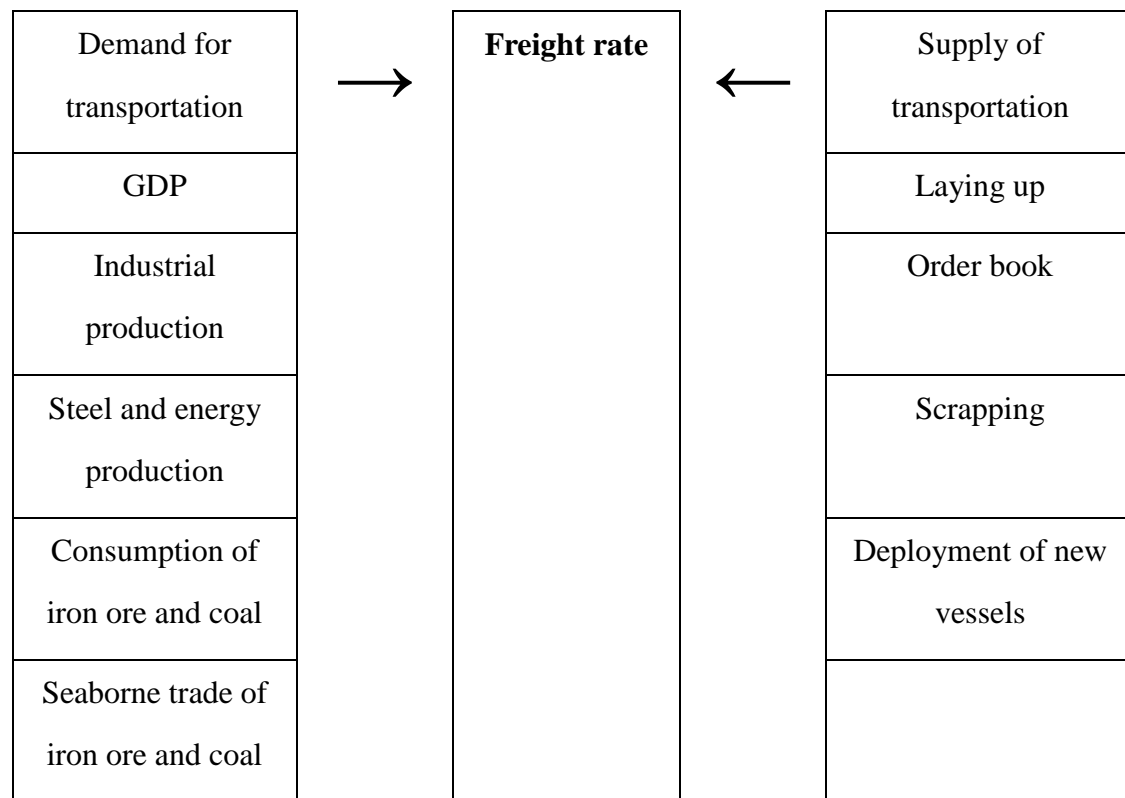 Demand for
transportation
→
Freight rate
←
Supply of
transportation
GDP
Laying up
Industrial
production
Order book
Steel and energy
production
Scrapping
Consumption of
iron ore and coal
Deployment of new
vessels
Seaborne trade of
iron ore and coal